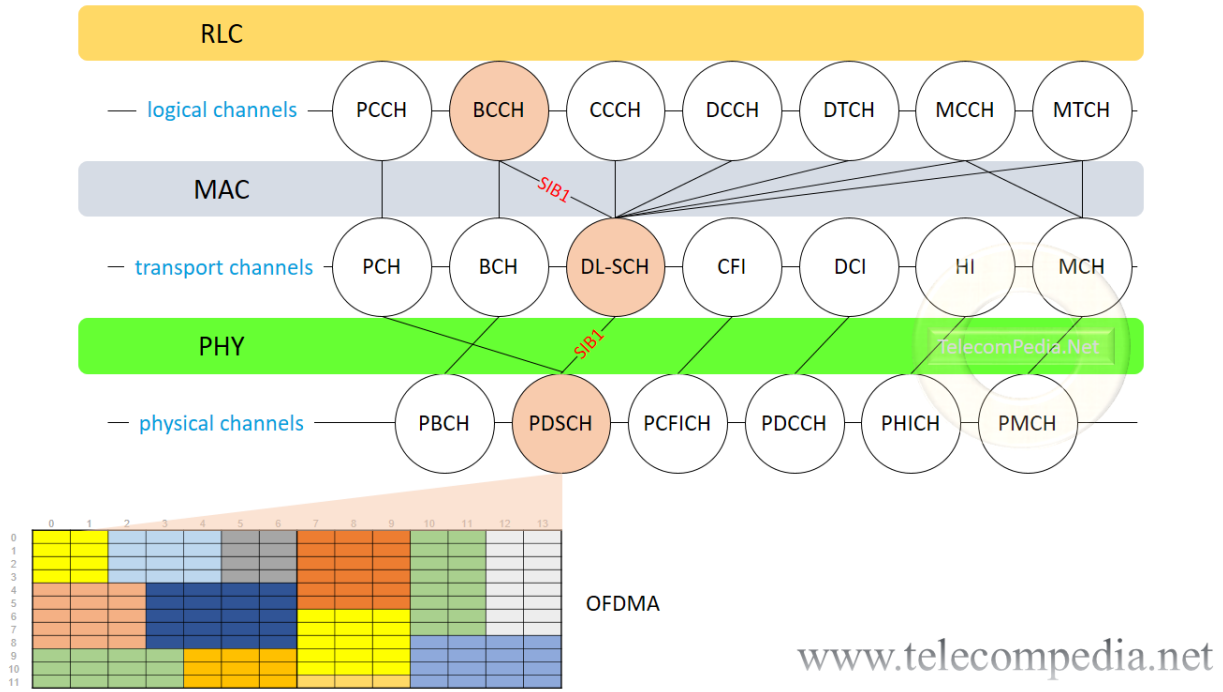 RLC
logical channels PCCH BCCH CCCH DCCH DTCH MCCH MTCH
MAC
SIB1
transport channels PCH BCH DL-SCH CFI DCI HI MCH
PHY
SIB1
TelecomPedia.Net
physical channels PBCH PDSCH PCFICH PDCCH PHICH PMCH
0 1 2 3 4 5 6 7 8 9 10 11 12 13
0
1
2
3
4
5
OFDMA
6
7
8
9
10
11
www.telecompedia.net